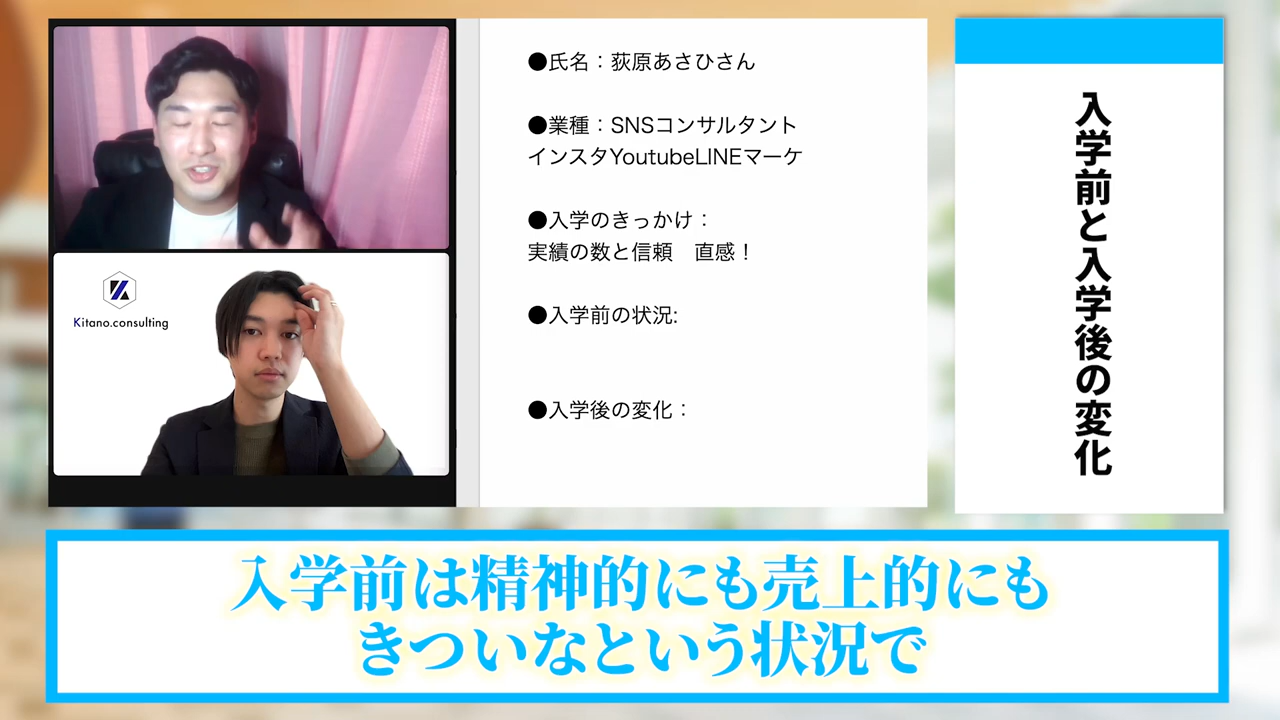 Kitano.consulting
●氏名：荻原あさひさん
●業種：SNSコンサルタント
インスタYoutubeLINEマーケ
●入学のきっかけ：
実績の数と信頼　直感！
●入学前の状況:
●入学後の変化：
入学前と入学後の変化
入学前は精神的にも売上的にも
きついなという状況で